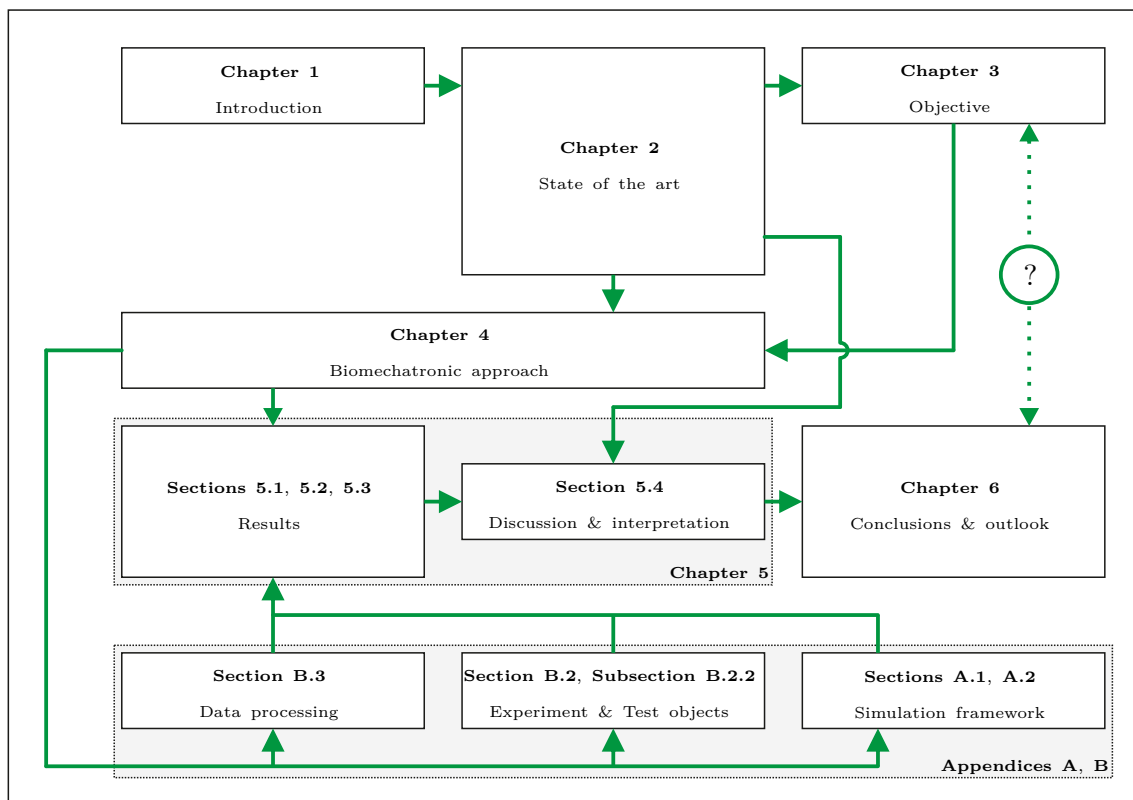 Chapter 1
Introduction
Chapter 2
State of the art
Chapter 3
Objective
?
Chapter 4
Biomechatronic approach
Sections 5.1, 5.2, 5.3
Results
Section 5.4
Discussion & interpretation
Chapter 5
Chapter 6
Conclusions & outlook
Section B.3
Data processing
Section B.2, Subsection B.2.2
Experiment & Test objects
Sections A.1, A.2
Simulation framework
Appendices A, B